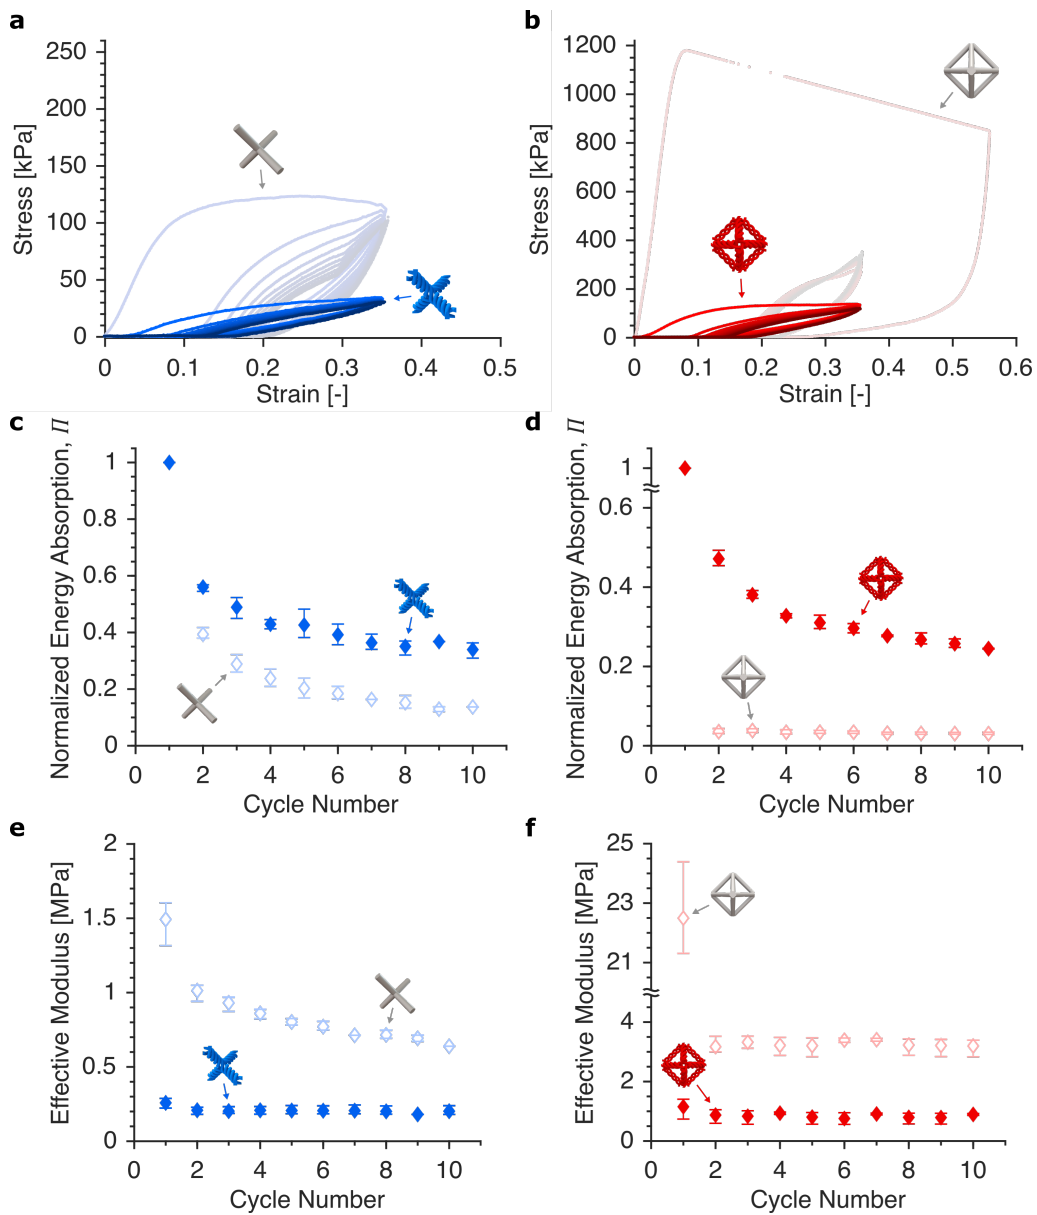 a
250
200
150
100
50
0
Stress [kPa]
0 0.1 0.2 0.3 0.4 0.5
Strain [-]
b
1200
1000
800
600
400
200
0
Stress [kPa]
0 0.1 0.2 0.3 0.4 0.5 0.6
Strain [-]
c
1
0.8
0.6
0.4
0.2
0
Normalized Energy Absorption, Π
0 2 4 6 8 10
Cycle Number
d
1
0.6
0.4
0.2
0
Normalized Energy Absorption, Π
0 2 4 6 8 10
Cycle Number
e
2
1.5
1
0.5
0
Effective Modulus [MPa]
0 2 4 6 8 10
Cycle Number
f
25
23
21
4
2
0
Effective Modulus [MPa]
0 2 4 6 8 10
Cycle Number